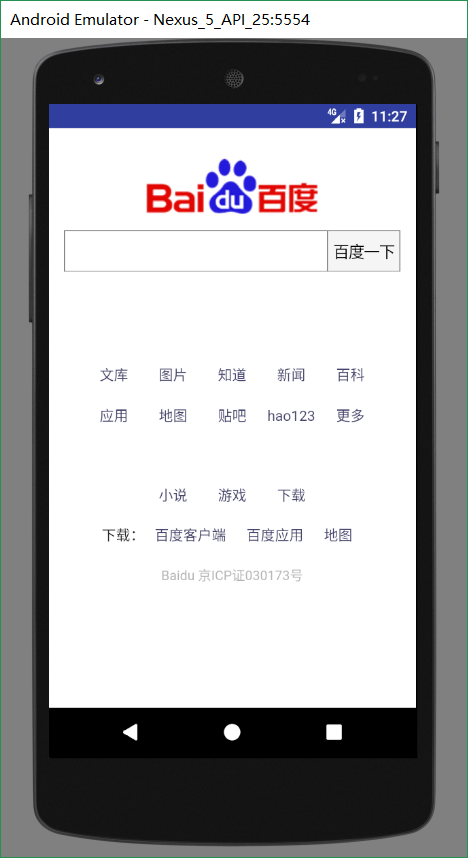 Android Emulator - Nexus_5_API_25:5554
4G 11:27
Bai du 百度
百度一下
文库 图片 知道 新闻 百科
应用 地图 贴吧 hao123 更多
小说 游戏 下载
下载： 百度客户端 百度应用 地图
Baidu 京ICP证030173号